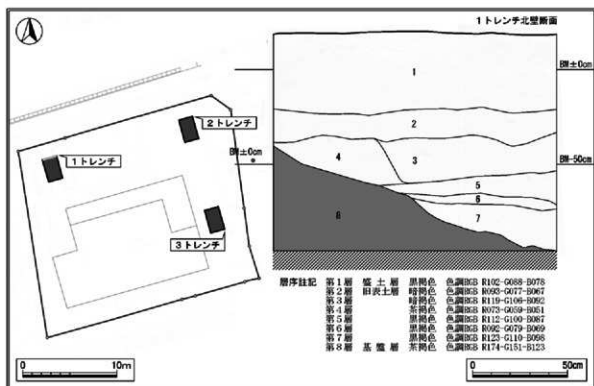 1トレンチ北壁断面
BM±0cm
1
2トレンチ
2
1トレンチ
BM±0cm
4
3
BM-50cm
5
6
8
7
3トレンチ
層序註記 第1層 盛土層 黒褐色 色調RGB R102-G088-B078
第2層 旧表土層 暗褐色 色調RGB R093-G077-B067
第3層 暗褐色 色調RGB R119-G106-B092
第4層 茶褐色 色調RGB R073-G059-B051
第5層 黒褐色 色調RGB R112-G100-B087
第6層 黒褐色 色調RGB R092-G079-B069
第7層 黒褐色 色調RGB R123-G110-B098
第8層 基盤層 茶褐色 色調RGB R174-G151-B123
0 10m
0 50cm